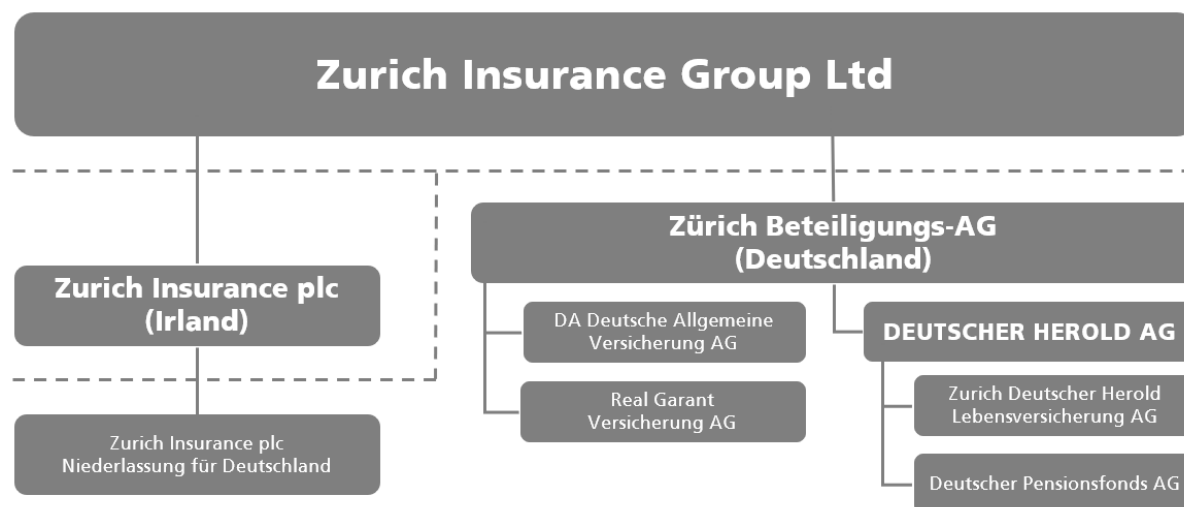 Zurich Insurance Group Ltd
Zürich Beteiligungs-AG
(Deutschland)
Zurich Insurance plc
(Irland)
DA Deutsche Allgemeine
Versicherung AG
DEUTSCHER HEROLD AG
Real Garant
Versicherung AG
Zurich Deutscher Herold
Lebensversicherung AG
Zurich Insurance plc
Niederlassung für Deutschland
Deutscher Pensionsfonds AG